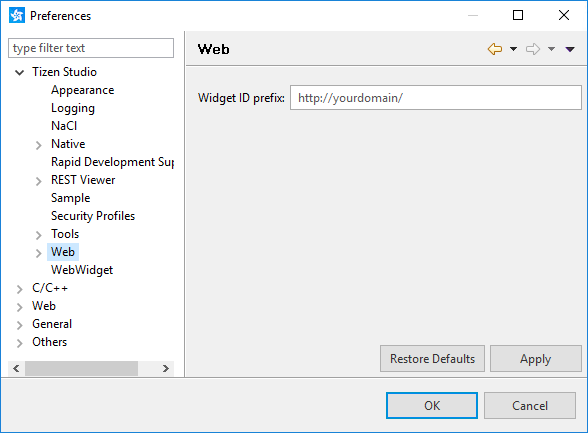 Preferences
type filter text
Tizen Studio
Appearance
Logging
NaCl
Native
Rapid Development Sup
REST Viewer
Sample
Security Profiles
Tools
Web
WebWidget
C/C++
Web
General
Others
Web
Widget ID prefix: http://yourdomain/
Restore Defaults Apply
OK Cancel